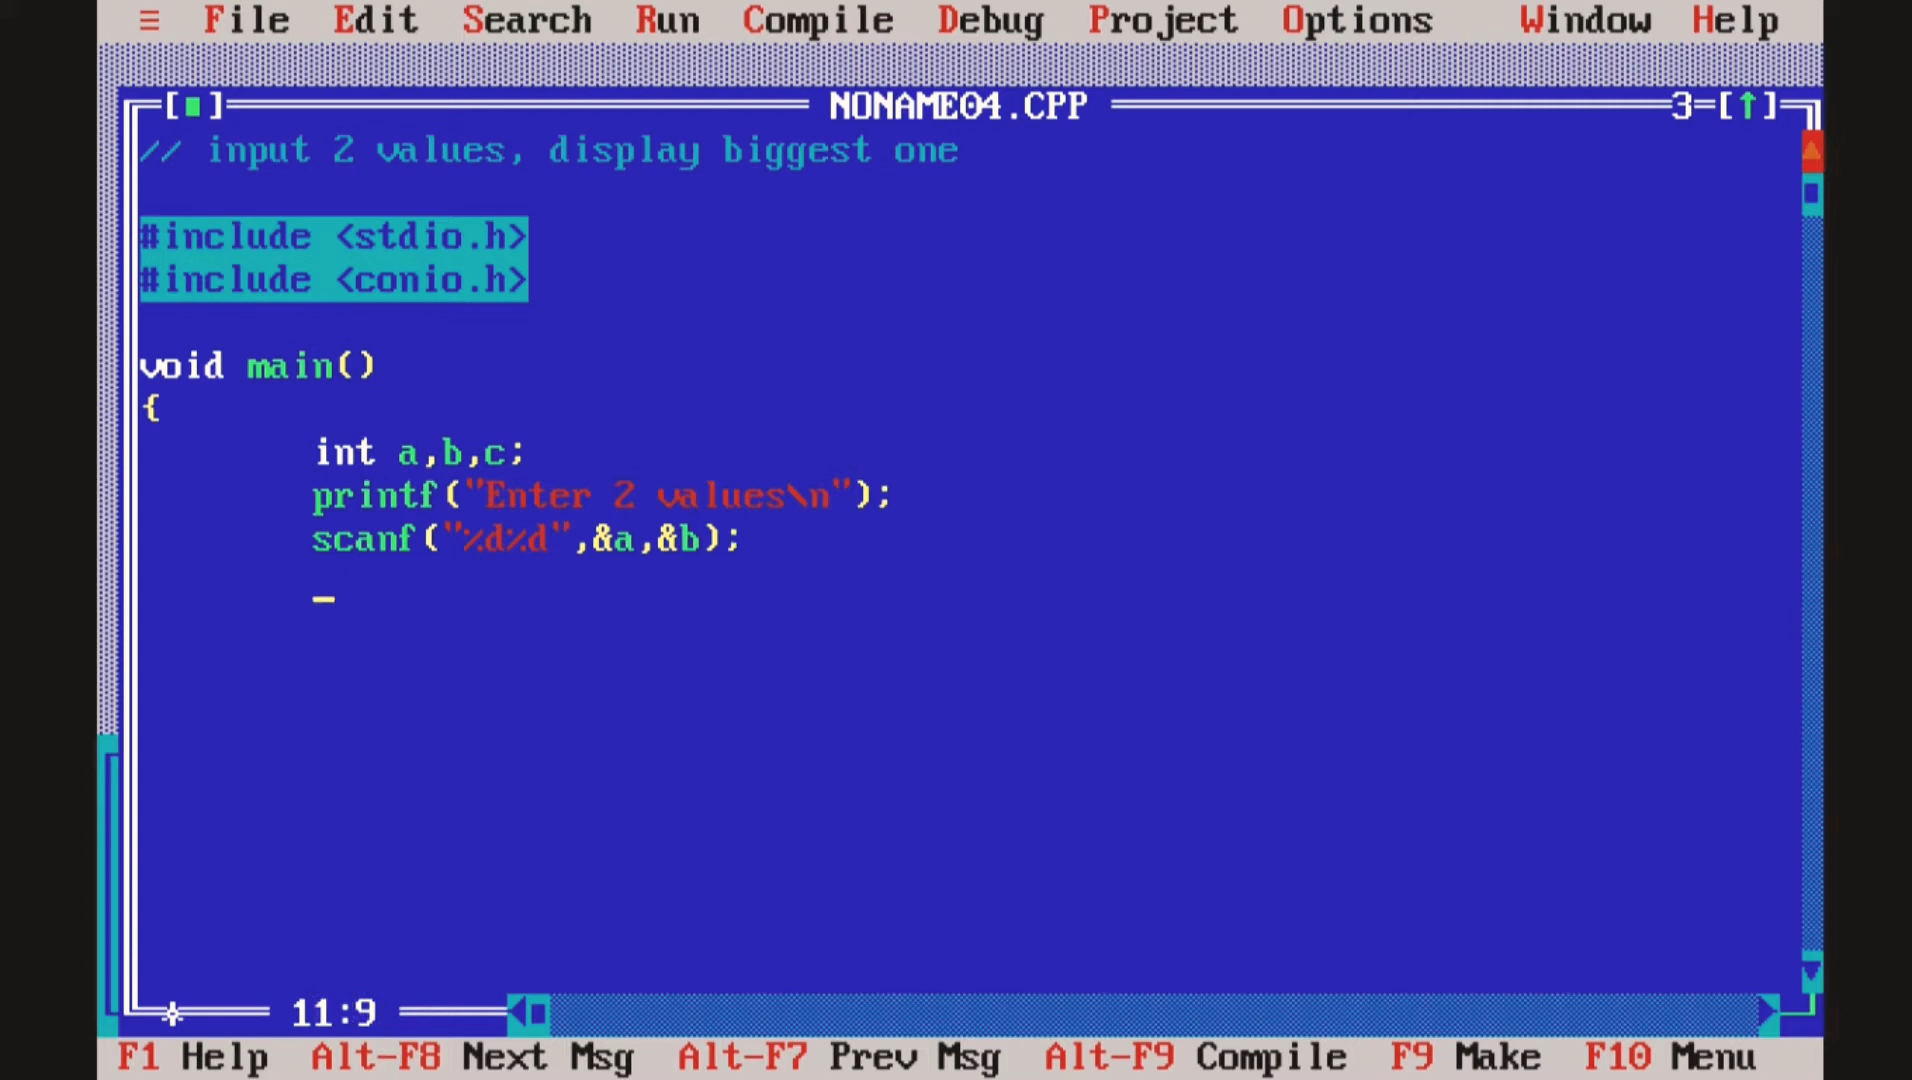 ≡ File Edit Search Run Compile Debug Project Options Window Help
[■] NONAME04.CPP 3=[↑]
// input 2 values, display biggest one
#include <stdio.h>
#include <conio.h>
void main()
{
int a,b,c;
printf("Enter 2 values\n");
scanf("%d%d",&a,&b);
11:9
F1 Help Alt-F8 Next Msg Alt-F7 Prev Msg Alt-F9 Compile F9 Make F10 Menu